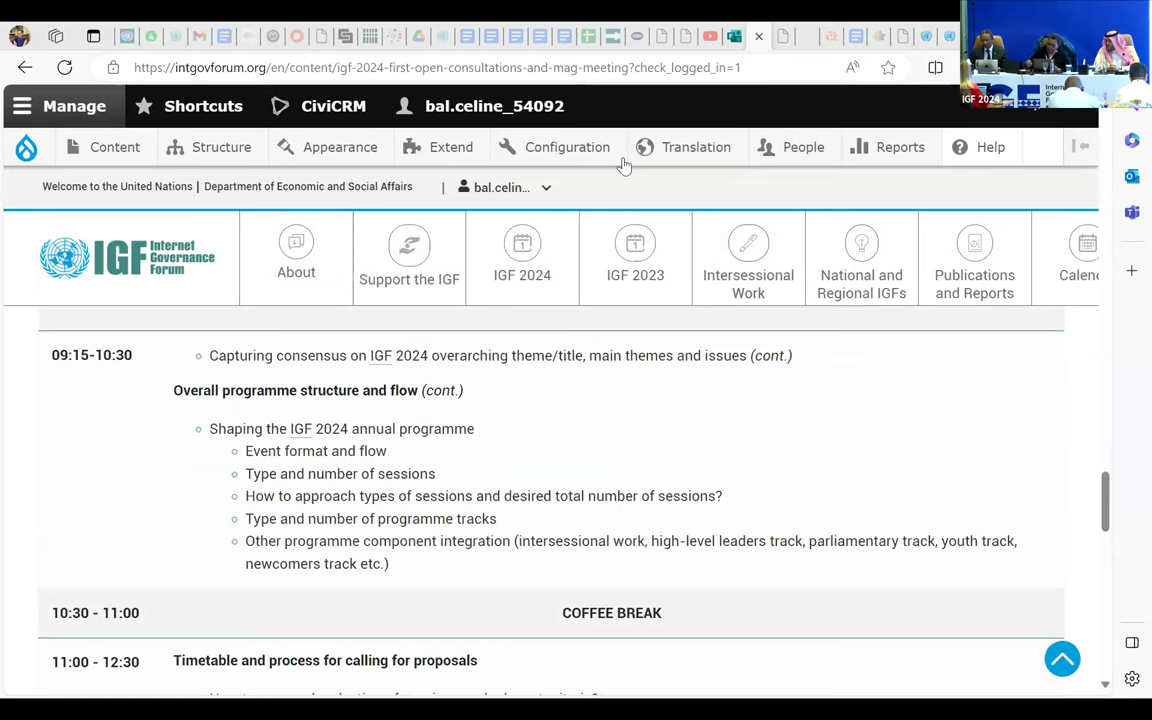 https://intgovforum.org/en/content/igf-2024-first-open-consultations-and-mag-meeting?check_logged_in=1
IGF 2024
Manage
Shortcuts
CiviCRM
bal.celine_54092
Content
Structure
Appearance
Extend
Configuration
Translation
People
Reports
Help
Welcome to the United Nations | Department of Economic and Social Affairs
bal.celin...
IGF Internet
Governance
Forum
About
Support the IGF
IGF 2024
IGF 2023
Intersessional
Work
National and
Regional IGFs
Publications
and Reports
Calenc
09:15-10:30
Capturing consensus on IGF 2024 overarching theme/title, main themes and issues (cont.)
Overall programme structure and flow (cont.)
Shaping the IGF 2024 annual programme
Event format and flow
Type and number of sessions
How to approach types of sessions and desired total number of sessions?
Type and number of programme tracks
Other programme component integration (intersessional work, high-level leaders track, parliamentary track, youth track,
newcomers track etc.)
10:30 - 11:00
COFFEE BREAK
11:00 - 12:30
Timetable and process for calling for proposals